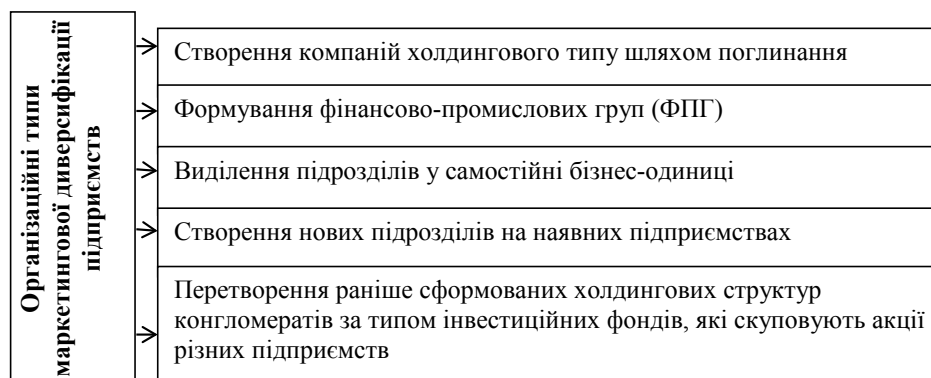 Організаційні типи
маркетингової диверсифікації
підприємств
Створення компаній холдингового типу шляхом поглинання
Формування фінансово-промислових груп (ФПГ)
Виділення підрозділів у самостійні бізнес-одиниці
Створення нових підрозділів на наявних підприємствах
Перетворення раніше сформованих холдингових структур
конгломератів за типом інвестиційних фондів, які скуповують акції
різних підприємств